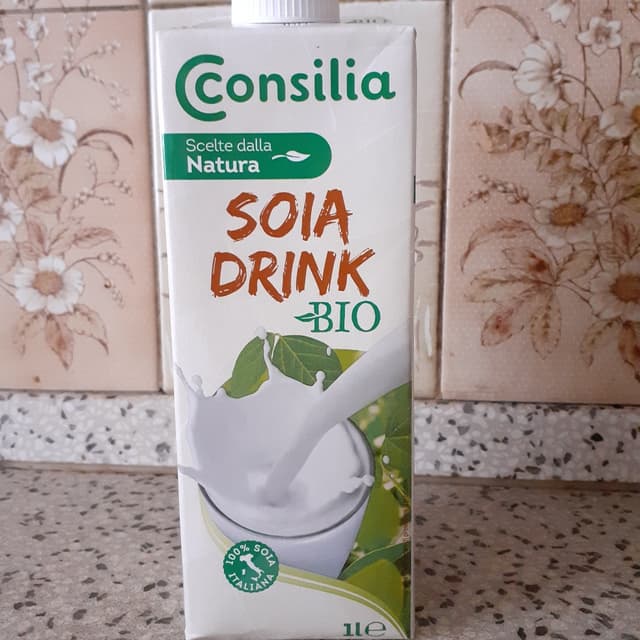 Consilia
Scelte dalla
Natura
SOIA
DRINK
BIO
100% SOIA
ITALIANA
1l℮